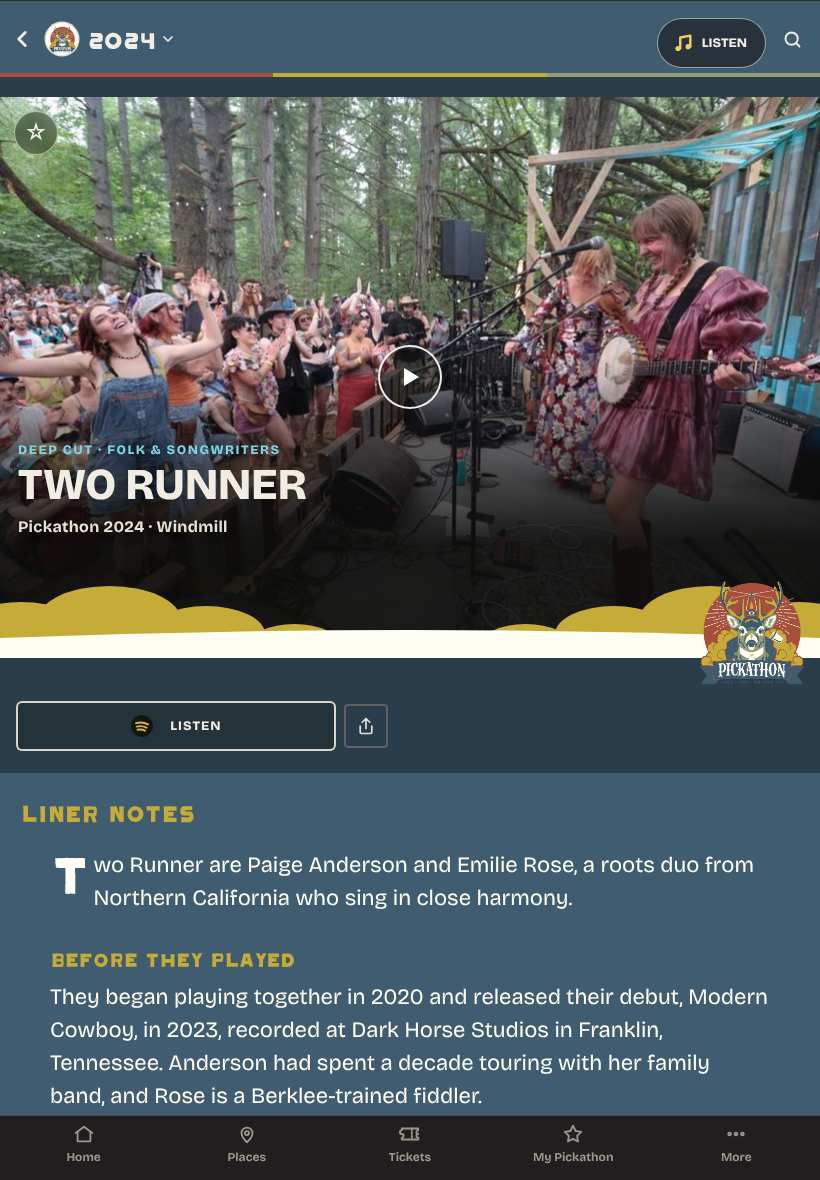 2024
LISTEN
DEEP CUT · FOLK & SONGWRITERS
TWO RUNNER
Pickathon 2024 · Windmill
PICKATHON
LISTEN
LINER NOTES
Two Runner are Paige Anderson and Emilie Rose, a roots duo from
Northern California who sing in close harmony.
BEFORE THEY PLAYED
They began playing together in 2020 and released their debut, Modern
Cowboy, in 2023, recorded at Dark Horse Studios in Franklin,
Tennessee. Anderson had spent a decade touring with her family
band, and Rose is a Berklee-trained fiddler.
Home
Places
Tickets
My Pickathon
More